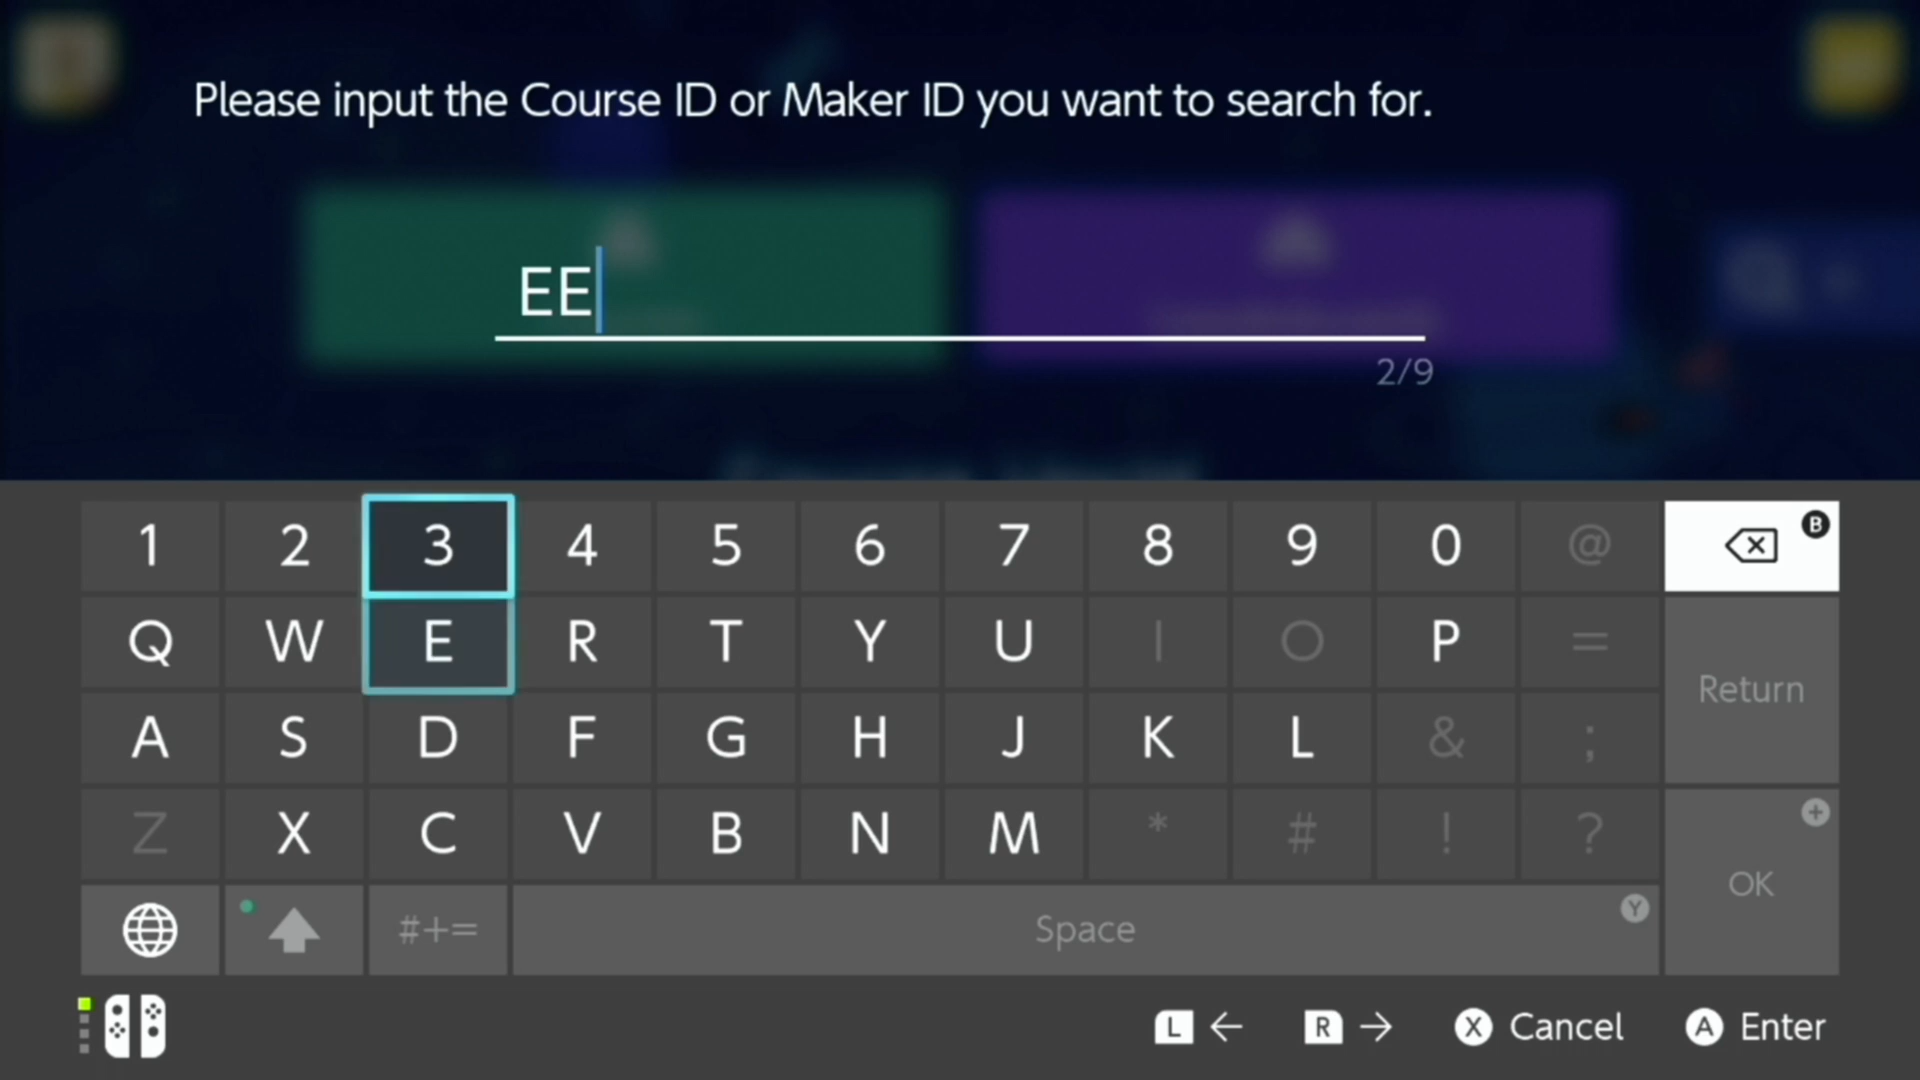 Please input the Course ID or Maker ID you want to search for.
EE
2/9
1 2 3 4 5 6 7 8 9 0 @ B
Q W E R T Y U I O P =
Return
A S D F G H J K L & ;
Z X C V B N M * # ! ? +
OK
#+= Space Y
L ← R → X Cancel A Enter